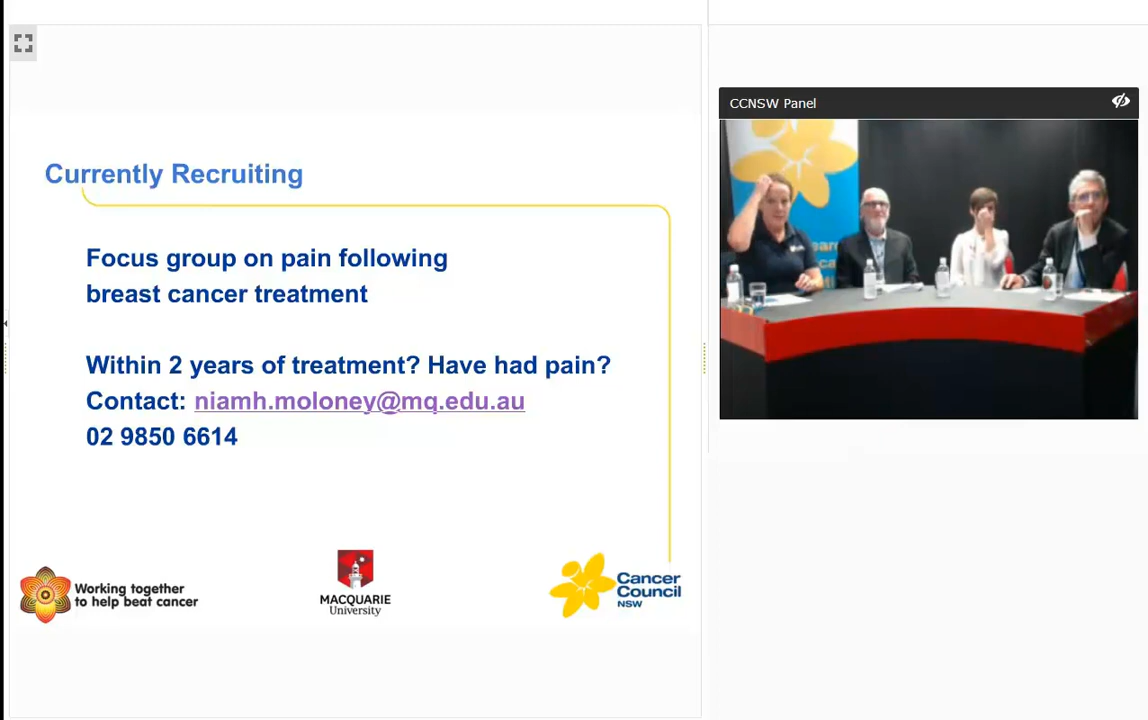 CCNSW Panel
Currently Recruiting
Focus group on pain following
breast cancer treatment
Within 2 years of treatment? Have had pain?
Contact: niamh.moloney@mq.edu.au
02 9850 6614
Working together
to help beat cancer
MACQUARIE
University
Cancer
Council
NSW